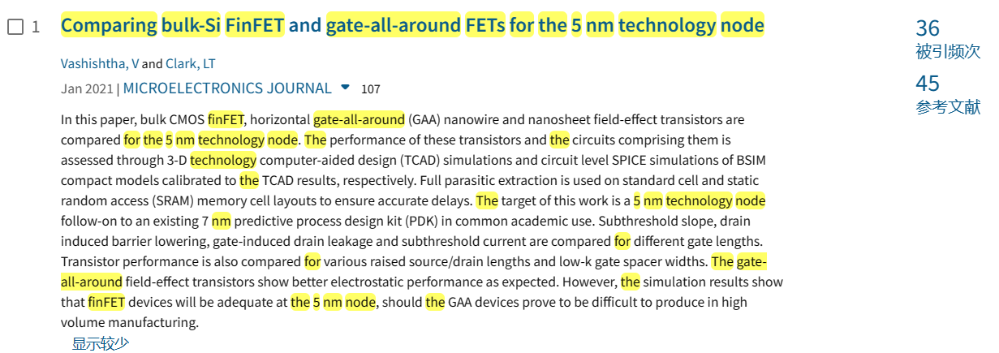 1 Comparing bulk-Si FinFET and gate-all-around FETs for the 5 nm technology node
36
被引频次
Vashishtha, V and Clark, LT
Jan 2021 | MICROELECTRONICS JOURNAL 107
45
参考文献
In this paper, bulk CMOS finFET, horizontal gate-all-around (GAA) nanowire and nanosheet field-effect transistors are
compared for the 5 nm technology node. The performance of these transistors and the circuits comprising them is
assessed through 3-D technology computer-aided design (TCAD) simulations and circuit level SPICE simulations of BSIM
compact models calibrated to the TCAD results, respectively. Full parasitic extraction is used on standard cell and static
random access (SRAM) memory cell layouts to ensure accurate delays. The target of this work is a 5 nm technology node
follow-on to an existing 7 nm predictive process design kit (PDK) in common academic use. Subthreshold slope, drain
induced barrier lowering, gate-induced drain leakage and subthreshold current are compared for different gate lengths.
Transistor performance is also compared for various raised source/drain lengths and low-k gate spacer widths. The gate-
all-around field-effect transistors show better electrostatic performance as expected. However, the simulation results show
that finFET devices will be adequate at the 5 nm node, should the GAA devices prove to be difficult to produce in high
volume manufacturing.
显示较少